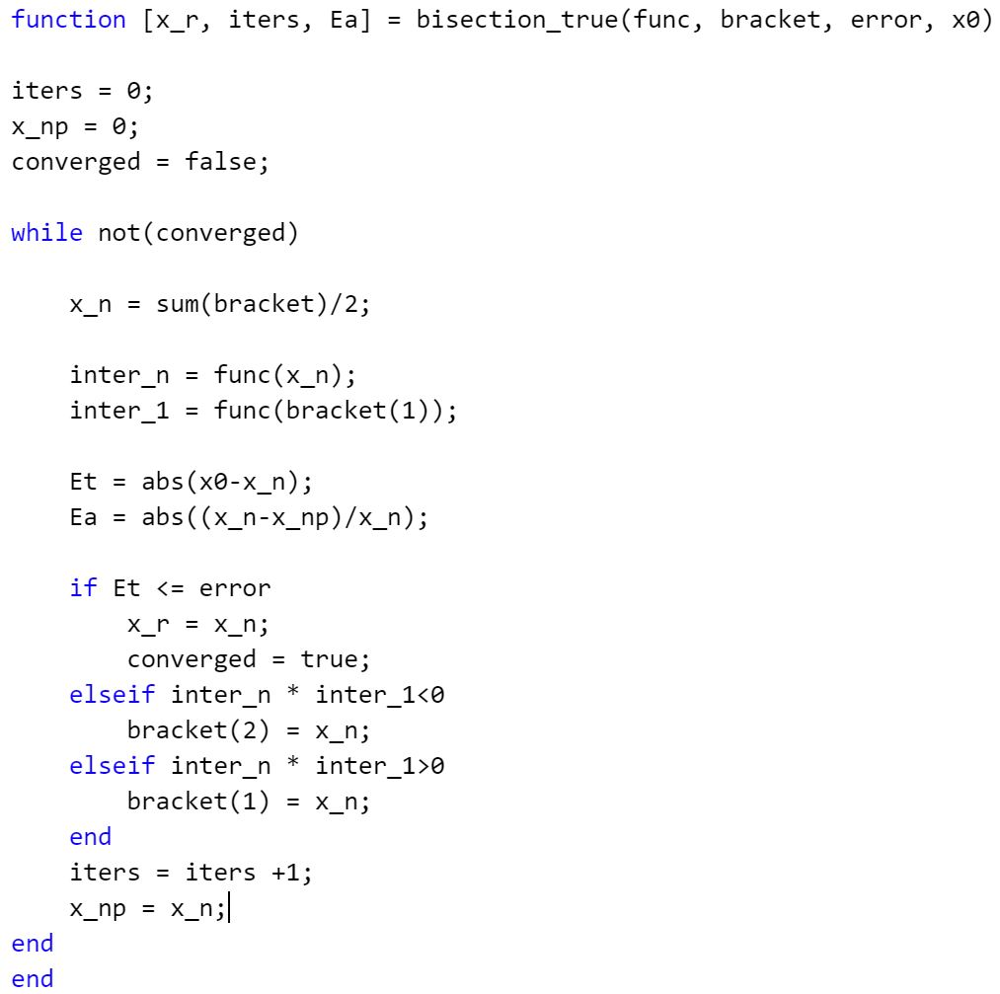 function [x_r, iters, Ea] = bisection_true(func, bracket, error, x0)
iters = 0;
x_np = 0;
converged = false;
while not(converged)
x_n = sum(bracket)/2;
inter_n = func(x_n);
inter_1 = func(bracket(1));
Et = abs(x0-x_n);
Ea = abs((x_n-x_np)/x_n);
if Et <= error
x_r = x_n;
converged = true;
elseif inter_n * inter_1<0
bracket(2) = x_n;
elseif inter_n * inter_1>0
bracket(1) = x_n;
end
iters = iters +1;
x_np = x_n;
end
end